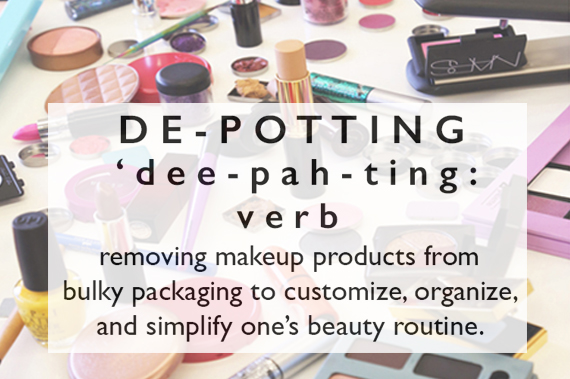 NARS
DE-POTTING
‘dee-pah-ting:
verb
removing makeup products from
bulky packaging to customize, organize,
and simplify one’s beauty routine.